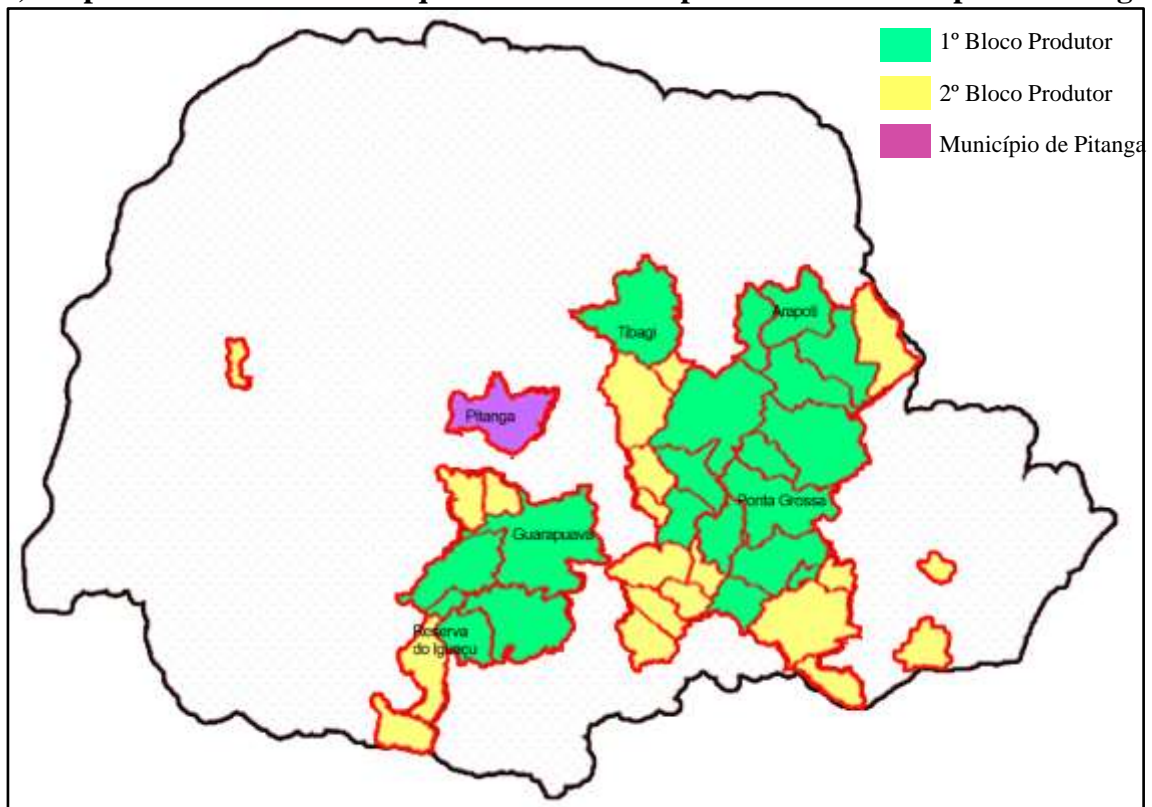 1º Bloco Produtor
2º Bloco Produtor
Município de Pitanga
Arapoti
Tibagi
Pitanga
Ponta Grossa
Guarapuava
Reserva
do Iguaçu